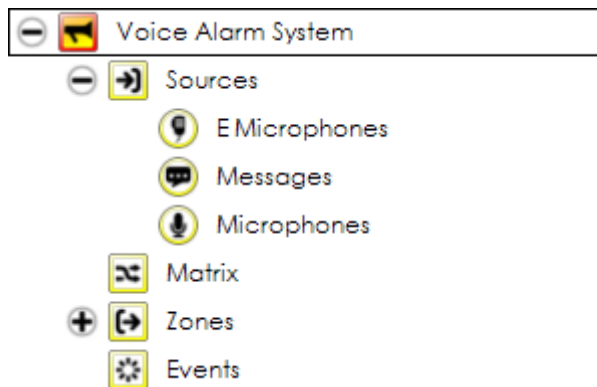 Voice Alarm System
Sources
E Microphones
Messages
Microphones
Matrix
Zones
Events